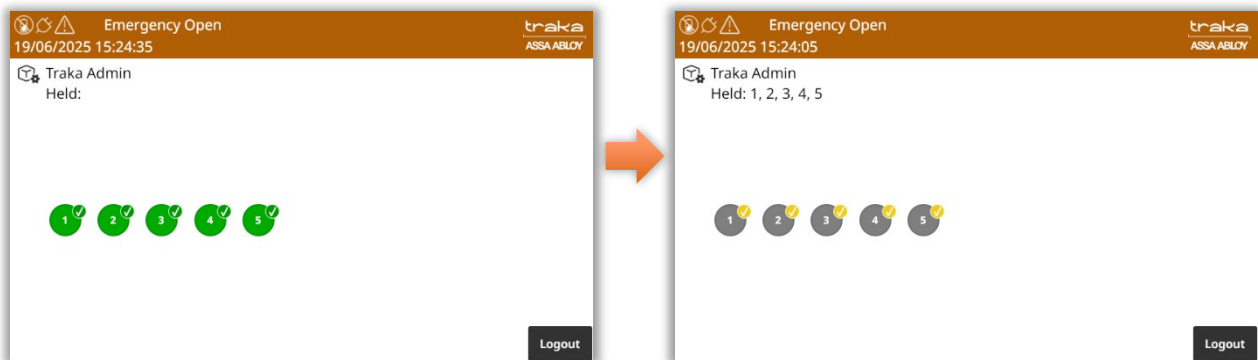 Emergency Open
19/06/2025 15:24:35
traka
ASSA ABLOY
Traka Admin
Held:
1 2 3 4 5
Logout
Emergency Open
19/06/2025 15:24:05
traka
ASSA ABLOY
Traka Admin
Held: 1, 2, 3, 4, 5
1 2 3 4 5
Logout